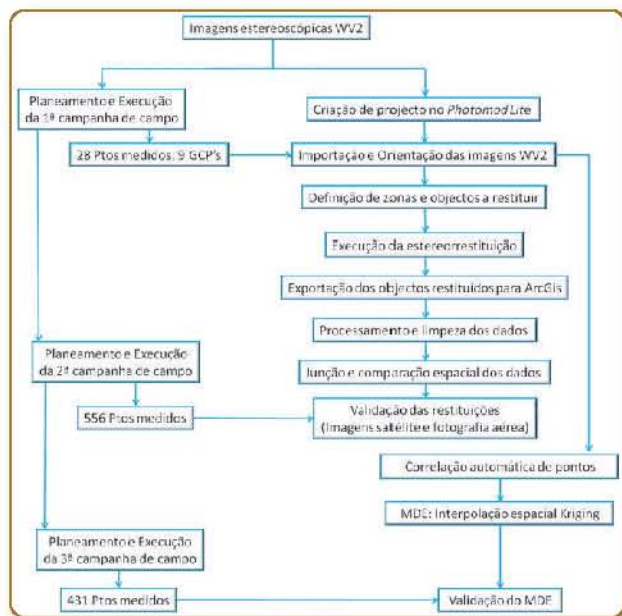 Imagens estereoscópicas WV2
Planeamento e Execução
da 1ª campanha de campo
Criação de projecto no Photomod Lite
28 Ptos medidos: 9 GCP's
Importação e Orientação das imagens WV2
Definição de zonas e objectos a restituir
Execução da estereorrestituição
Exportação dos objectos restituídos para ArcGis
Processamento e limpeza dos dados
Planeamento e Execução
da 2ª campanha de campo
Junção e comparação espacial dos dados
556 Ptos medidos
Validação das restituições
(Imagens satélite e fotografia aérea)
Correlação automática de pontos
MDE: Interpolação espacial Kriging
Planeamento e Execução
da 3ª campanha de campo
431 Ptos medidos
Validação do MDE